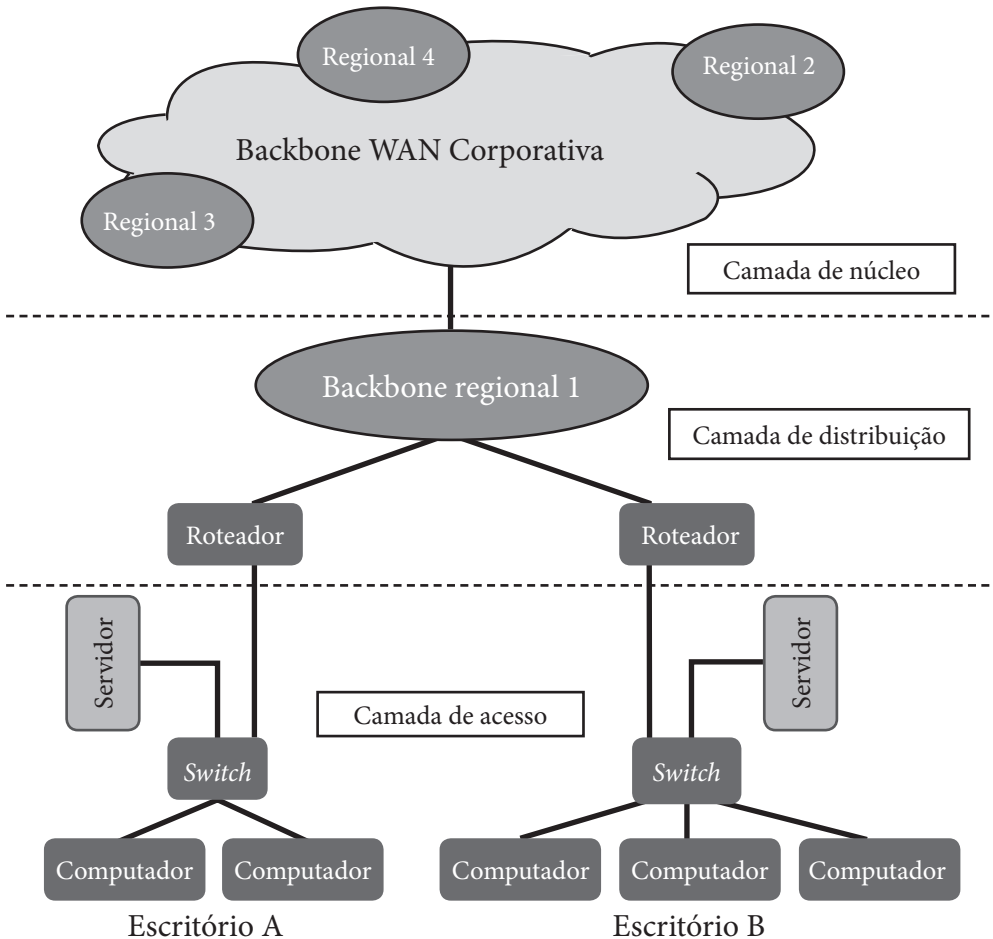 Regional 4
Regional 2
Backbone WAN Corporativa
Regional 3
Camada de núcleo
Backbone regional 1
Camada de distribuição
Roteador
Roteador
Servidor
Servidor
Camada de acesso
Switch
Switch
Computador
Computador
Computador
Computador
Computador
Escritório A
Escritório B